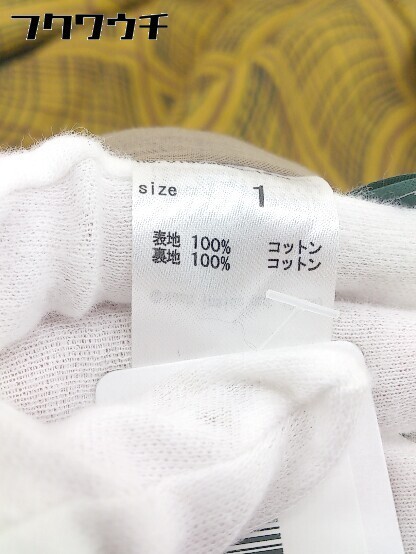 フクワウチ
size 1
表地 100% コットン
裏地 100% コットン